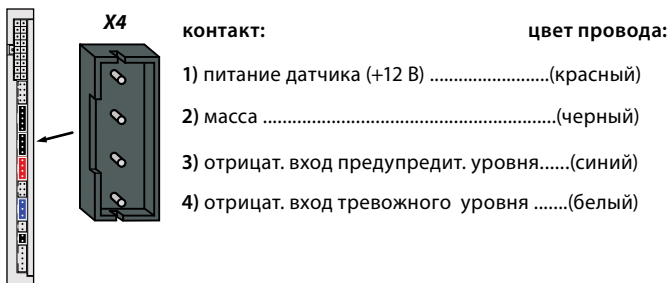 X4
контакт: цвет провода:
1) питание датчика (+12 В) ........................(красный)
2) масса ...........................................................(черный)
3) отрицат. вход предупредит. уровня......(синий)
4) отрицат. вход тревожного уровня .......(белый)